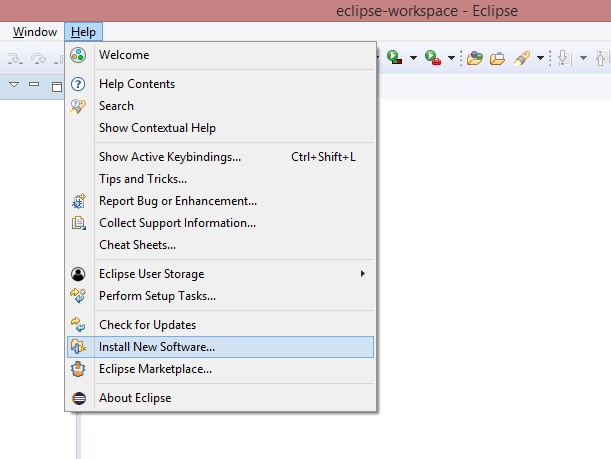 eclipse-workspace - Eclipse
Window Help
Welcome
Help Contents
Search
Show Contextual Help
Show Active Keybindings... Ctrl+Shift+L
Tips and Tricks...
Report Bug or Enhancement...
Collect Support Information...
Cheat Sheets...
Eclipse User Storage
Perform Setup Tasks...
Check for Updates
Install New Software...
Eclipse Marketplace...
About Eclipse